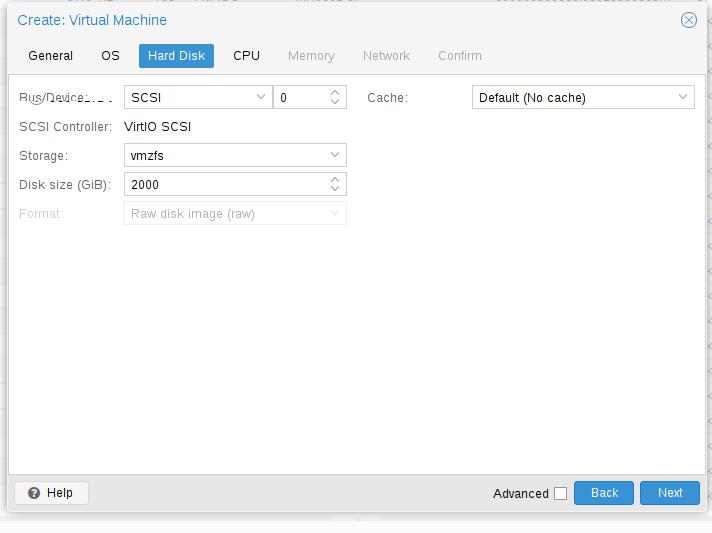 Create: Virtual Machine
General OS Hard Disk CPU Memory Network Confirm
Bus/Device: SCSI 0 Cache: Default (No cache)
SCSI Controller: VirtIO SCSI
Storage: vmzfs
Disk size (GiB): 2000
Format: Raw disk image (raw)
Help Advanced Back Next